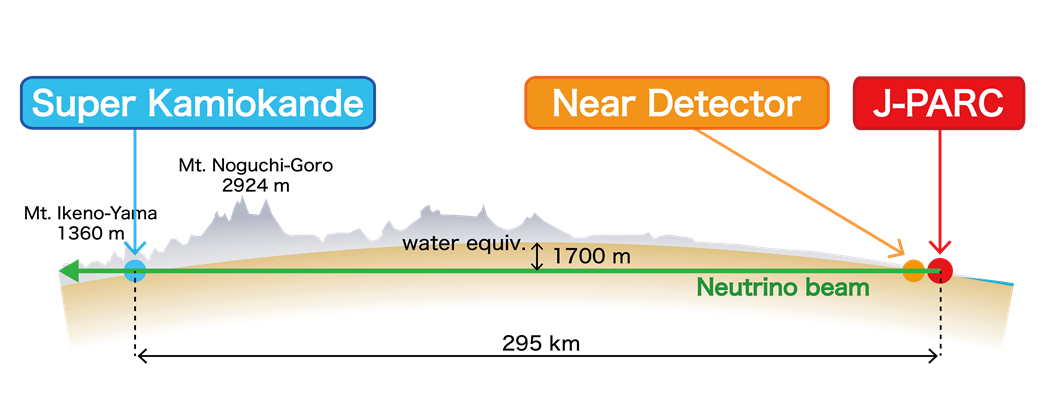 Super Kamiokande
Near Detector
J-PARC
Mt. Noguchi-Goro
2924 m
Mt. Ikeno-Yama
1360 m
water equiv.
1700 m
Neutrino beam
295 km